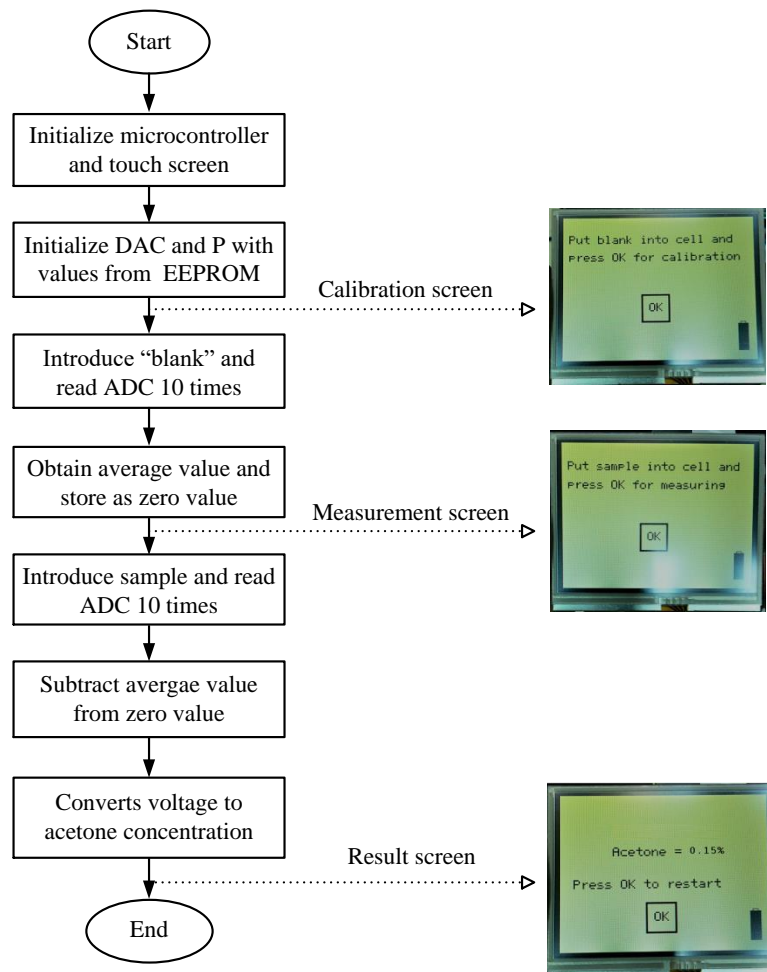 Start
Initialize microcontroller
and touch screen
Initialize DAC and P with
values from EEPROM
Calibration screen
Put blank into cell and
press OK for calibration
OK
Introduce “blank” and
read ADC 10 times
Obtain average value and
store as zero value
Measurement screen
Put sample into cell and
press OK for measuring
OK
Introduce sample and read
ADC 10 times
Subtract avergae value
from zero value
Converts voltage to
acetone concentration
Result screen
Acetone = 0.15%
Press OK to restart
OK
End